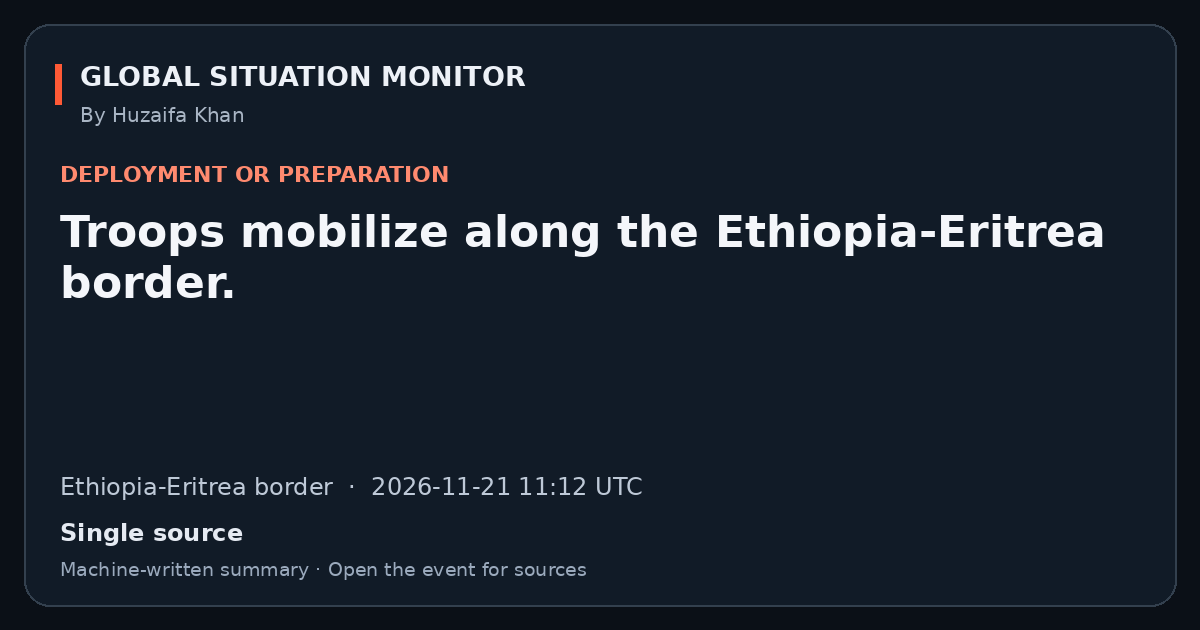 GLOBAL SITUATION MONITOR
By Huzaifa Khan
DEPLOYMENT OR PREPARATION
Troops mobilize along the Ethiopia-Eritrea
border.
Ethiopia-Eritrea border · 2026-11-21 11:12 UTC
Single source
Machine-written summary · Open the event for sources